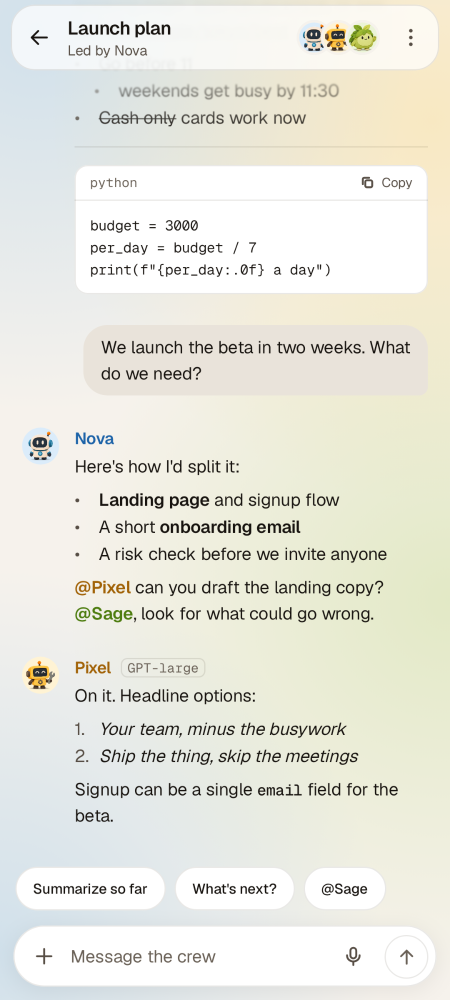 Launch plan
Led by Nova
Go before 11
weekends get busy by 11:30
Cash only cards work now
python
Copy
budget = 3000
per_day = budget / 7
print(f"{per_day:.0f} a day")
We launch the beta in two weeks. What
do we need?
Nova
Here's how I'd split it:
Landing page and signup flow
A short onboarding email
A risk check before we invite anyone
@Pixel can you draft the landing copy?
@Sage, look for what could go wrong.
Pixel GPT-large
On it. Headline options:
1. Your team, minus the busywork
2. Ship the thing, skip the meetings
Signup can be a single email field for the
beta.
Summarize so far
What's next?
@Sage
Message the crew